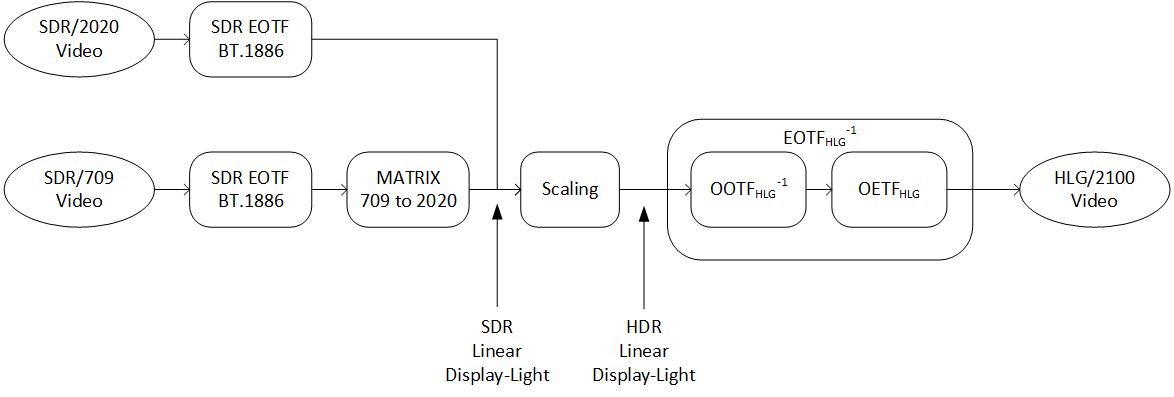 SDR/2020
Video
SDR EOTF
BT.1886
EOTFHLG-1
SDR/709
Video
SDR EOTF
BT.1886
MATRIX
709 to 2020
Scaling
OOTFHLG-1
OETFHLG
HLG/2100
Video
SDR
Linear
Display-Light
HDR
Linear
Display-Light